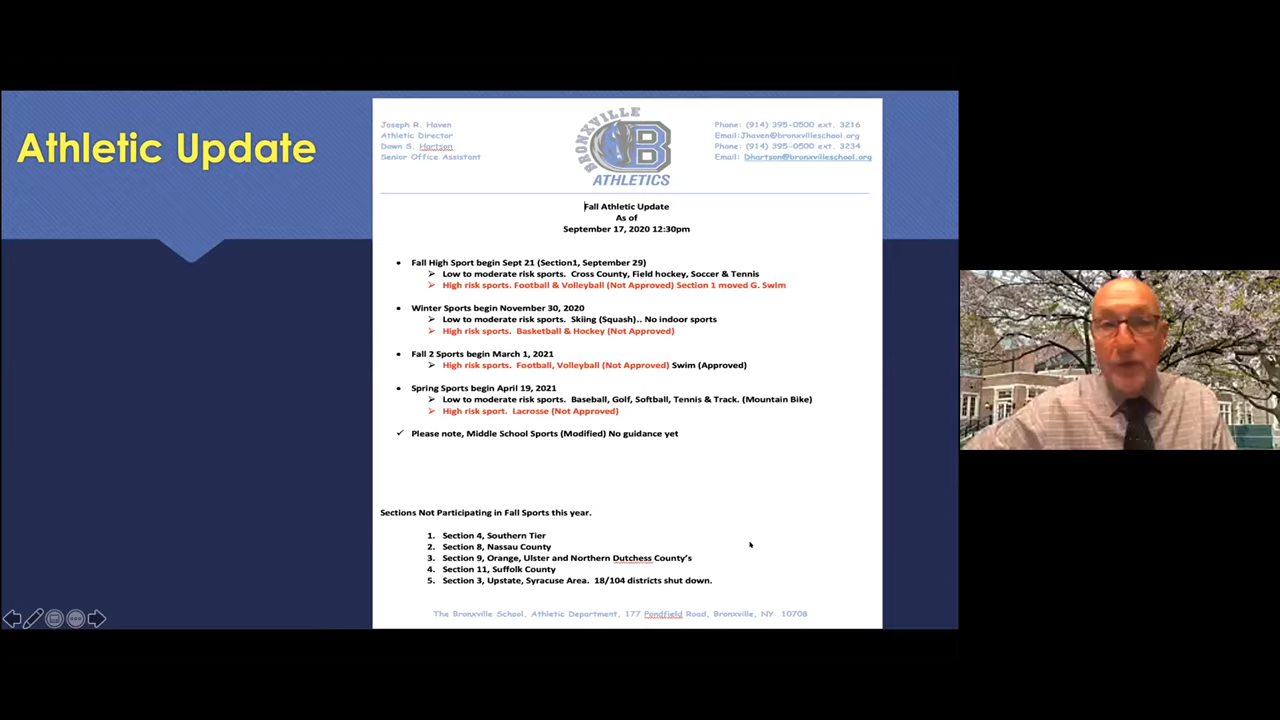 Athletic Update
Joseph R. Haven
Athletic Director
Dawn S. Hartson
Senior Office Assistant
BRONXVILLE
B
ATHLETICS
Phone: (914) 395-0500 ext. 3216
Email:Jhaven@bronxvilleschool.org
Phone: (914) 395-0500 ext. 3234
Email: Dhartson@bronxvilleschool.org
Fall Athletic Update
As of
September 17, 2020 12:30pm
• Fall High Sport begin Sept 21 (Section1, September 29)
➢ Low to moderate risk sports. Cross County, Field hockey, Soccer & Tennis
➢ High risk sports. Football & Volleyball (Not Approved) Section 1 moved G. Swim
• Winter Sports begin November 30, 2020
➢ Low to moderate risk sports. Skiing (Squash).. No indoor sports
➢ High risk sports. Basketball & Hockey (Not Approved)
• Fall 2 Sports begin March 1, 2021
➢ High risk sports. Football, Volleyball (Not Approved) Swim (Approved)
• Spring Sports begin April 19, 2021
➢ Low to moderate risk sports. Baseball, Golf, Softball, Tennis & Track. (Mountain Bike)
➢ High risk sport. Lacrosse (Not Approved)
✓ Please note, Middle School Sports (Modified) No guidance yet
Sections Not Participating in Fall Sports this year.
1. Section 4, Southern Tier
2. Section 8, Nassau County
3. Section 9, Orange, Ulster and Northern Dutchess County's
4. Section 11, Suffolk County
5. Section 3, Upstate, Syracuse Area. 18/104 districts shut down.
The Bronxville School, Athletic Department, 177 Pondfield Road, Bronxville, NY 10708